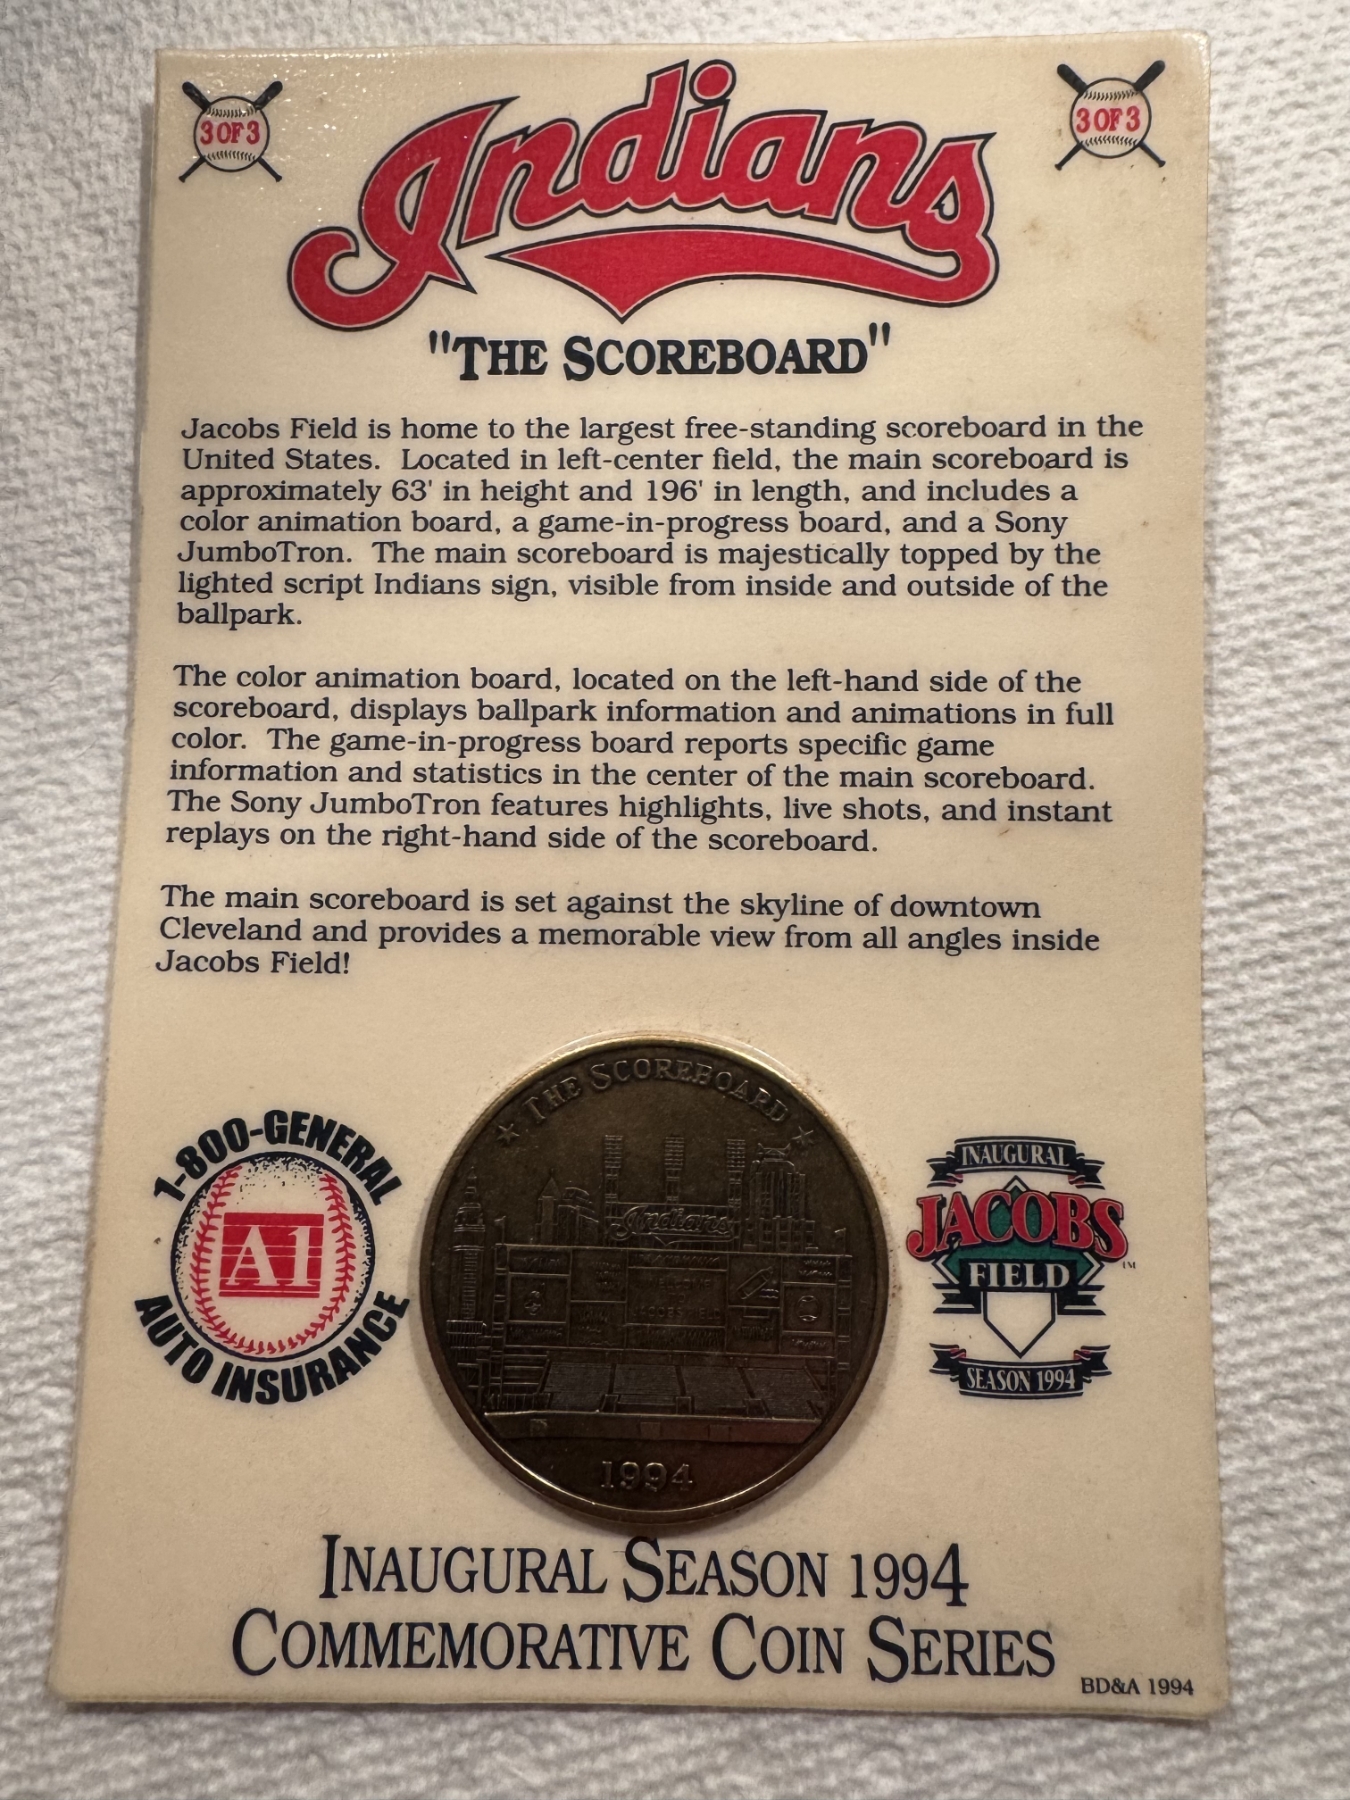 3 OF 3
3 OF 3
Indians
"THE SCOREBOARD"
Jacobs Field is home to the largest free-standing scoreboard in the
United States.  Located in left-center field, the main scoreboard is
approximately 63' in height and 196' in length, and includes a
color animation board, a game-in-progress board, and a Sony
JumboTron.  The main scoreboard is majestically topped by the
lighted script Indians sign, visible from inside and outside of the
ballpark.
The color animation board, located on the left-hand side of the
scoreboard, displays ballpark information and animations in full
color.  The game-in-progress board reports specific game
information and statistics in the center of the main scoreboard.
The Sony JumboTron features highlights, live shots, and instant
replays on the right-hand side of the scoreboard.
The main scoreboard is set against the skyline of downtown
Cleveland and provides a memorable view from all angles inside
Jacobs Field!
1-800-GENERAL
A1
AUTO INSURANCE
THE SCOREBOARD
Indians
1994
INAUGURAL
JACOBS
FIELD
TM
SEASON 1994
INAUGURAL SEASON 1994
COMMEMORATIVE COIN SERIES
BD&A 1994